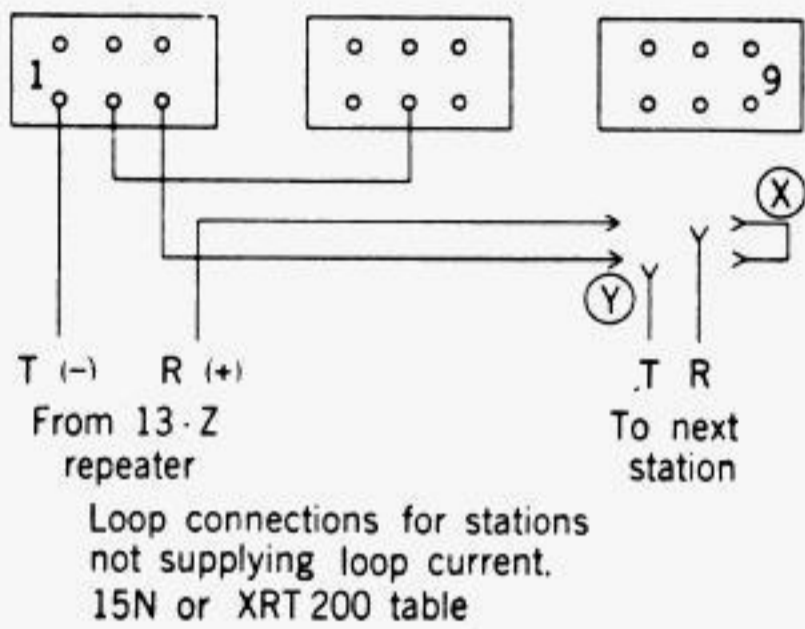 1
9
X
Y
T (-) R (+)
T R
From 13-Z
repeater
To next
station
Loop connections for stations
not supplying loop current.
15N or XRT 200 table